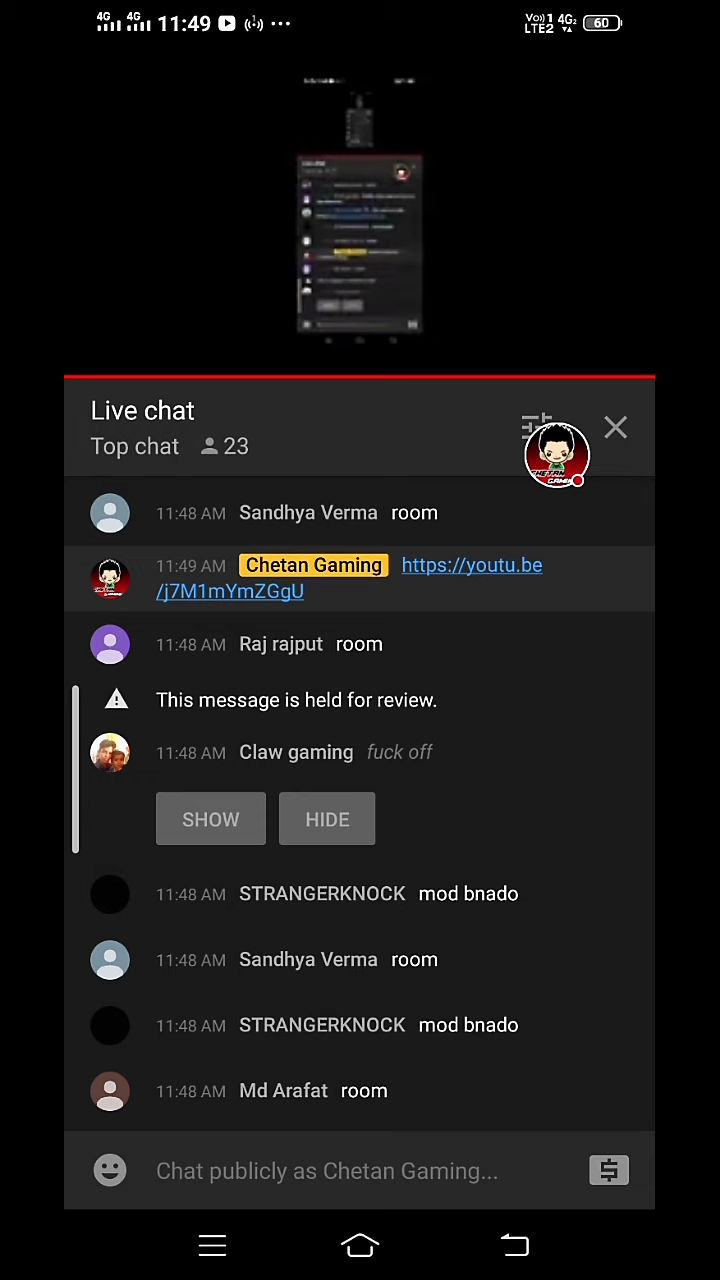 4G 4G 11:49 Vo)) 1 4G2 60
LTE2
Live chat
Top chat 23
CHETAN
GAMING
11:48 AM Sandhya Verma room
11:49 AM Chetan Gaming https://youtu.be
/j7M1mYmZGgU
11:48 AM Raj rajput room
This message is held for review.
11:48 AM Claw gaming fuck off
SHOW HIDE
11:48 AM STRANGERKNOCK mod bnado
11:48 AM Sandhya Verma room
11:48 AM STRANGERKNOCK mod bnado
11:48 AM Md Arafat room
Chat publicly as Chetan Gaming...